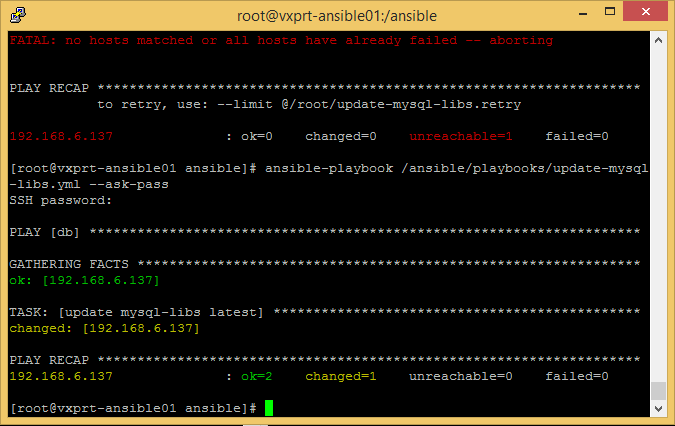 root@vxprt-ansible01:/ansible
FATAL: no hosts matched or all hosts have already failed -- aborting
PLAY RECAP ********************************************************************
to retry, use: --limit @/root/update-mysql-libs.retry
192.168.6.137 : ok=0 changed=0 unreachable=1 failed=0
[root@vxprt-ansible01 ansible]# ansible-playbook /ansible/playbooks/update-mysql
-libs.yml --ask-pass
SSH password:
PLAY [db] *********************************************************************
GATHERING FACTS ***************************************************************
ok: [192.168.6.137]
TASK: [update mysql-libs latest] **********************************************
changed: [192.168.6.137]
PLAY RECAP ********************************************************************
192.168.6.137 : ok=2 changed=1 unreachable=0 failed=0
[root@vxprt-ansible01 ansible]#